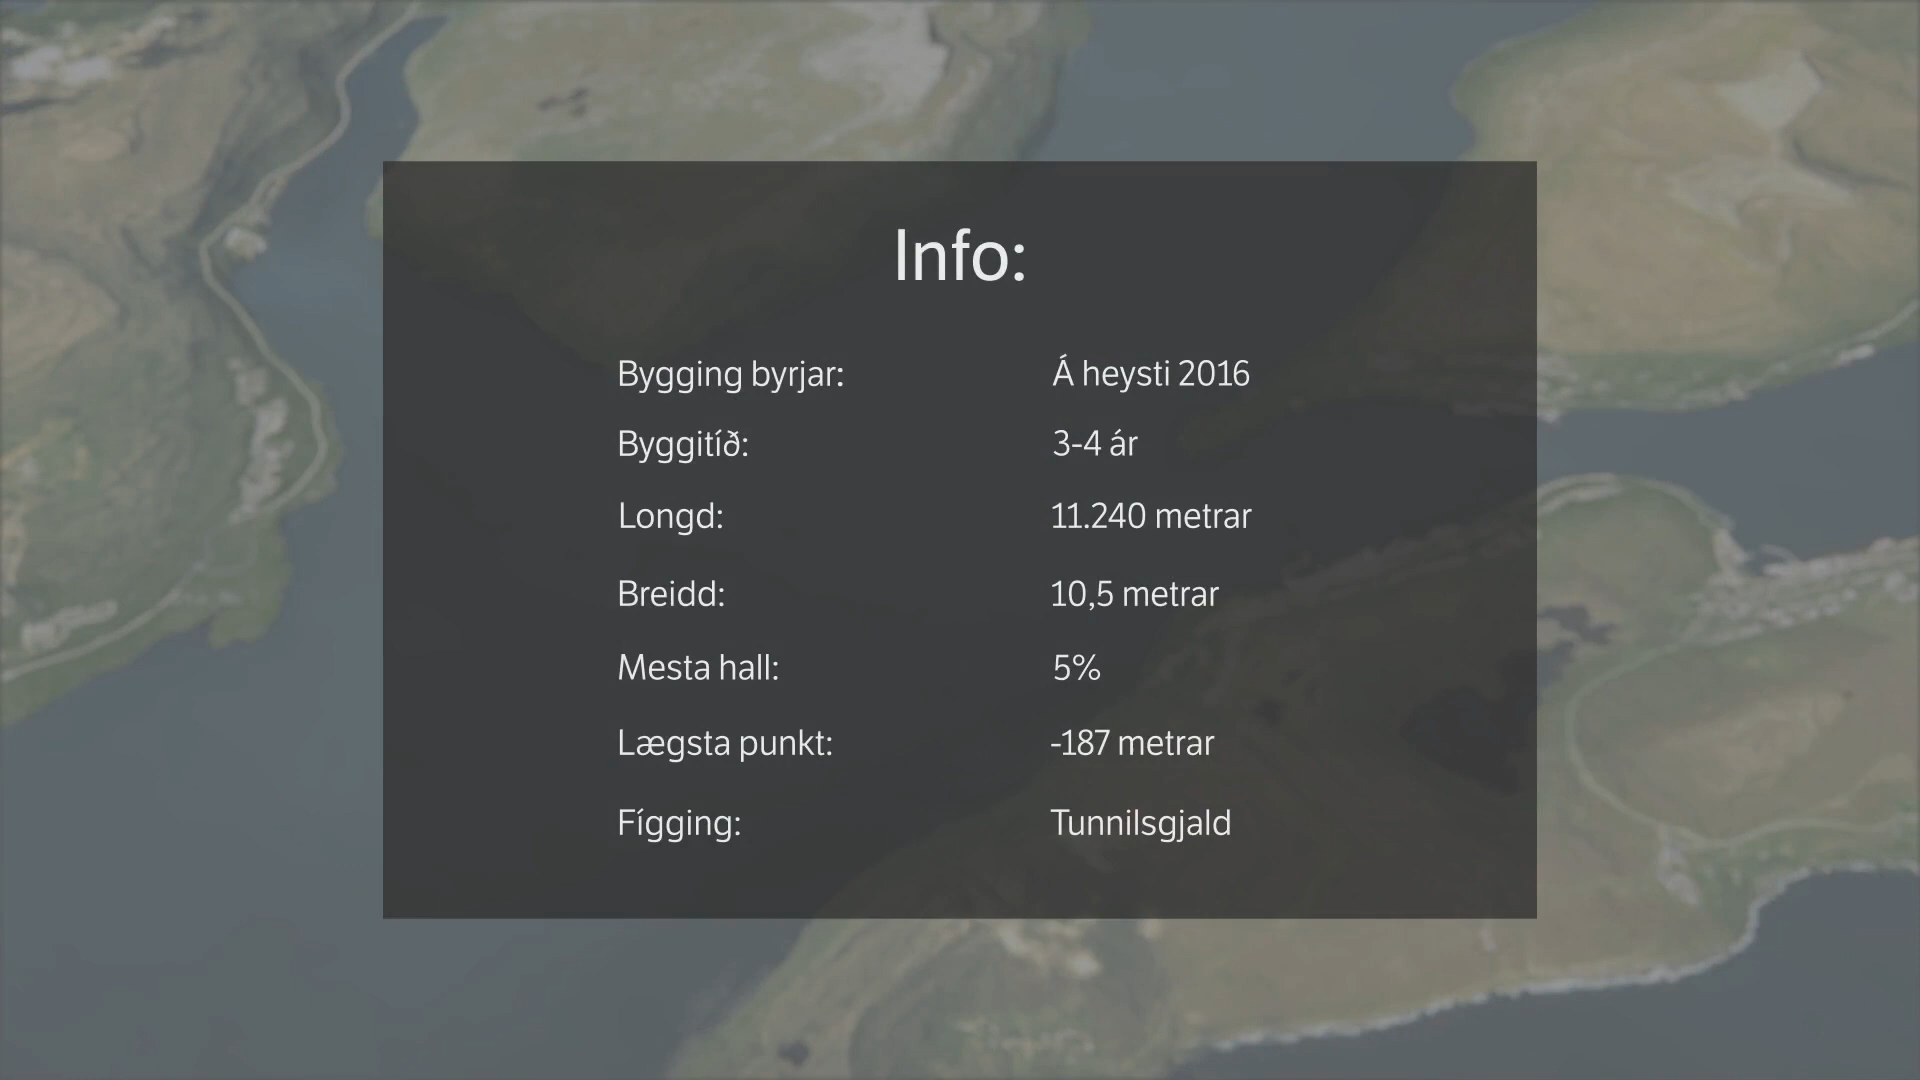 Info:
Bygging byrjar: Á heysti 2016
Byggitíð: 3-4 ár
Longd: 11.240 metrar
Breidd: 10,5 metrar
Mesta hall: 5%
Lægsta punkt: -187 metrar
Fígging: Tunnilsgjald